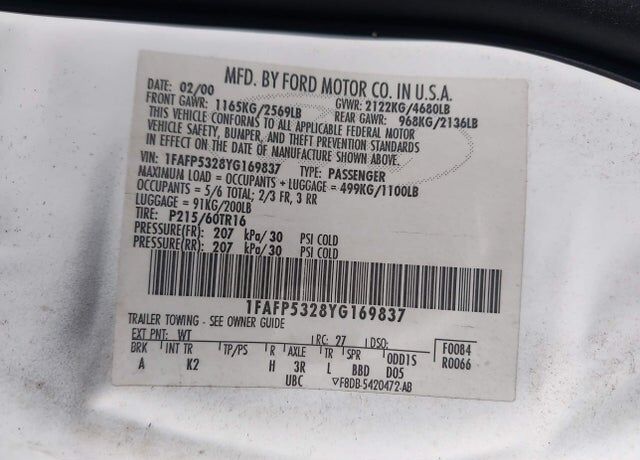 MFD. BY FORD MOTOR CO. IN U.S.A.
DATE: 02/00 GVWR: 2122KG/4680LB
FRONT GAWR: 1165KG/2569LB REAR GAWR: 968KG/2136LB
THIS VEHICLE CONFORMS TO ALL APPLICABLE FEDERAL MOTOR
VEHICLE SAFETY, BUMPER, AND THEFT PREVENTION STANDARDS
IN EFFECT ON THE DATE OF MANUFACTURE SHOWN ABOVE.
VIN: 1FAFP5328YG169837 TYPE: PASSENGER
MAXIMUM LOAD = OCCUPANTS + LUGGAGE = 499KG/1100LB
OCCUPANTS = 5/6 TOTAL; 2/3 FR, 3 RR
LUGGAGE = 91KG/200LB
TIRE: P215/60TR16
PRESSURE(FR): 207 kPa/30 PSI COLD
PRESSURE(RR): 207 kPa/30 PSI COLD
1FAFP5328YG169837
TRAILER TOWING - SEE OWNER GUIDE
EXT PNT: WT RC: 27 DSO: F0084
BRK INT TR TP/PS R AXLE TR SPR ODD1S R0066
A K2 H 3R L BBD D05
UBC ▽F8DB-5420472-AB